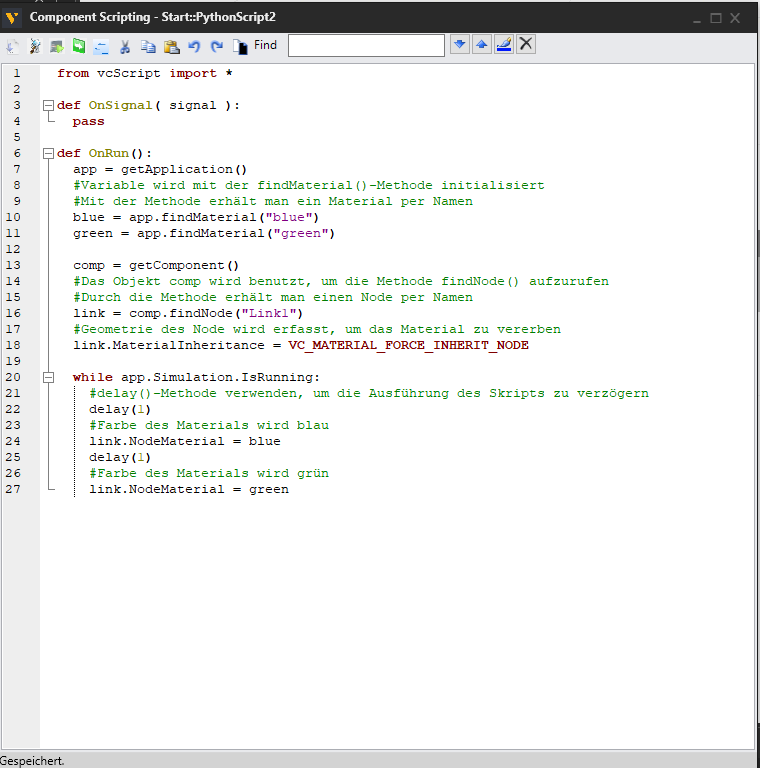 Component Scripting - Start::PythonScript2
Find
1 from vcScript import *
2
3 def OnSignal( signal ):
4 pass
5
6 def OnRun():
7 app = getApplication()
8 #Variable wird mit der findMaterial()-Methode initialisiert
9 #Mit der Methode erhält man ein Material per Namen
10 blue = app.findMaterial("blue")
11 green = app.findMaterial("green")
12
13 comp = getComponent()
14 #Das Objekt comp wird benutzt, um die Methode findNode() aufzurufen
15 #Durch die Methode erhält man einen Node per Namen
16 link = comp.findNode("Link1")
17 #Geometrie des Node wird erfasst, um das Material zu vererben
18 link.MaterialInheritance = VC_MATERIAL_FORCE_INHERIT_NODE
19
20 while app.Simulation.IsRunning:
21 #delay()-Methode verwenden, um die Ausführung des Skripts zu verzögern
22 delay(1)
23 #Farbe des Materials wird blau
24 link.NodeMaterial = blue
25 delay(1)
26 #Farbe des Materials wird grün
27 link.NodeMaterial = green
Gespeichert.